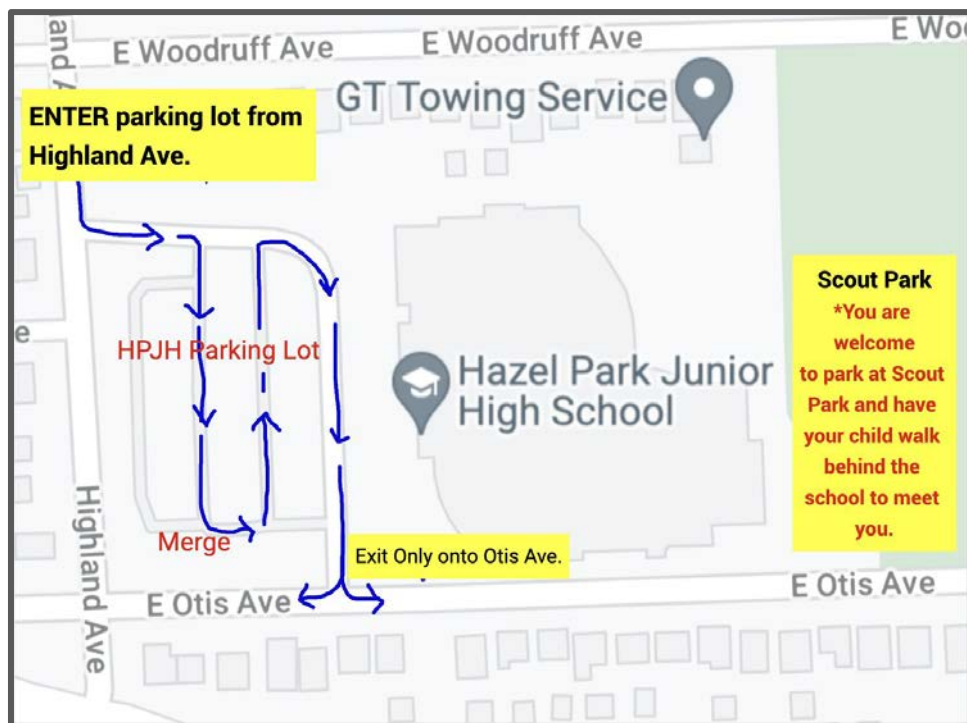 land A
E Woodruff Ave
E Woodruff Ave
E Woo
GT Towing Service
ENTER parking lot from
Highland Ave.
e
HPJH Parking Lot
Hazel Park Junior
High School
Scout Park
*You are
welcome
to park at Scout
Park and have
your child walk
behind the
school to meet
you.
Highland Ave
Merge
Exit Only onto Otis Ave.
E Otis Ave
E Otis Ave